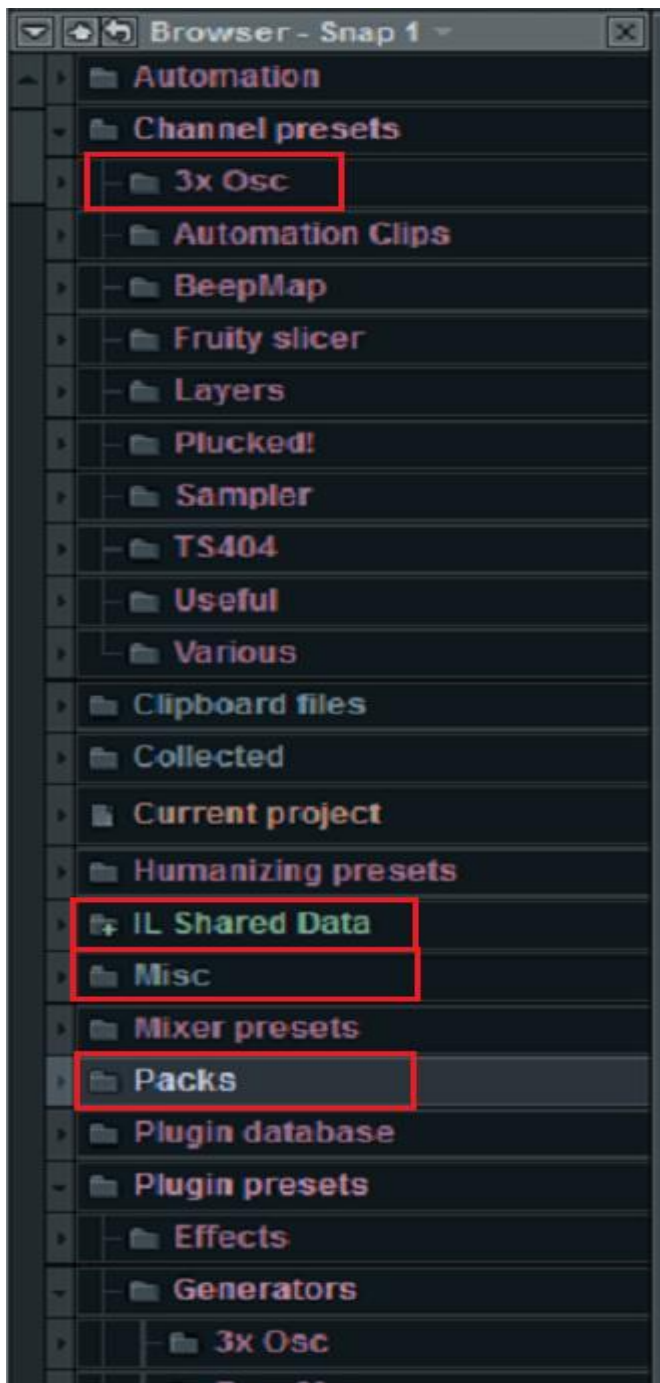 Browser - Snap 1
Automation
Channel presets
3x Osc
Automation Clips
BeepMap
Fruity slicer
Layers
Plucked!
Sampler
TS404
Useful
Various
Clipboard files
Collected
Current project
Humanizing presets
IL Shared Data
Misc
Mixer presets
Packs
Plugin database
Plugin presets
Effects
Generators
3x Osc